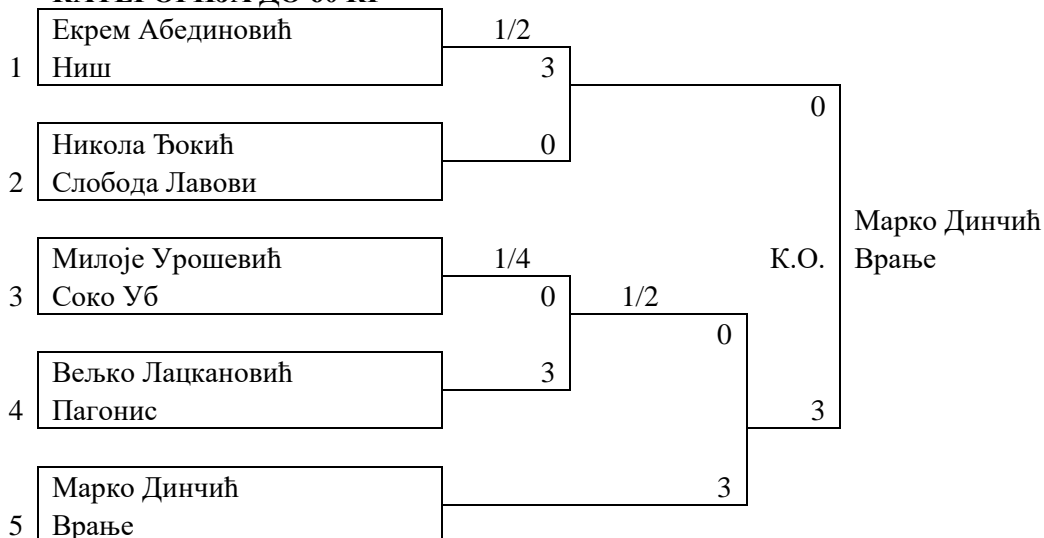 Екрем Абединовић 1/2
1 Ниш 3
0
Никола Ђокић 0
2 Слобода Лавови
Марко Динчић
Милоје Урошевић 1/4 К.О. Врање
3 Соко Уб 0 1/2
0
Вељко Лацкановић 3
4 Пагонис 3
Марко Динчић 3
5 Врање